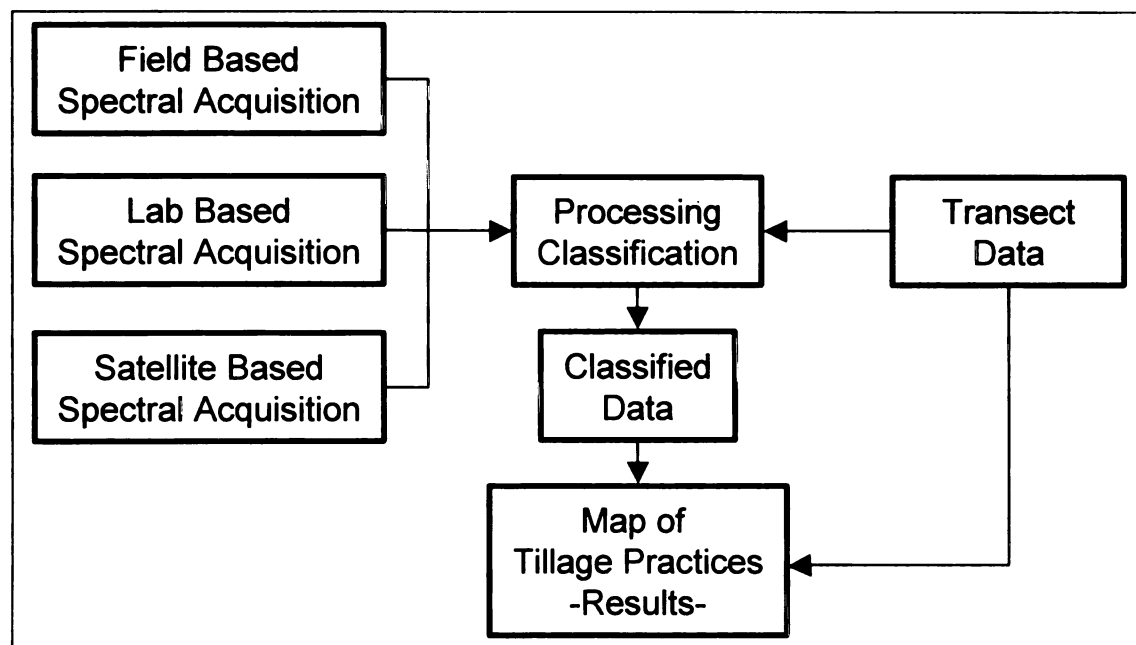 Field Based
Spectral Acquisition
Lab Based
Spectral Acquisition
Satellite Based
Spectral Acquisition
Processing
Classification
Transect
Data
Classified
Data
Map of
Tillage Practices
-Results-